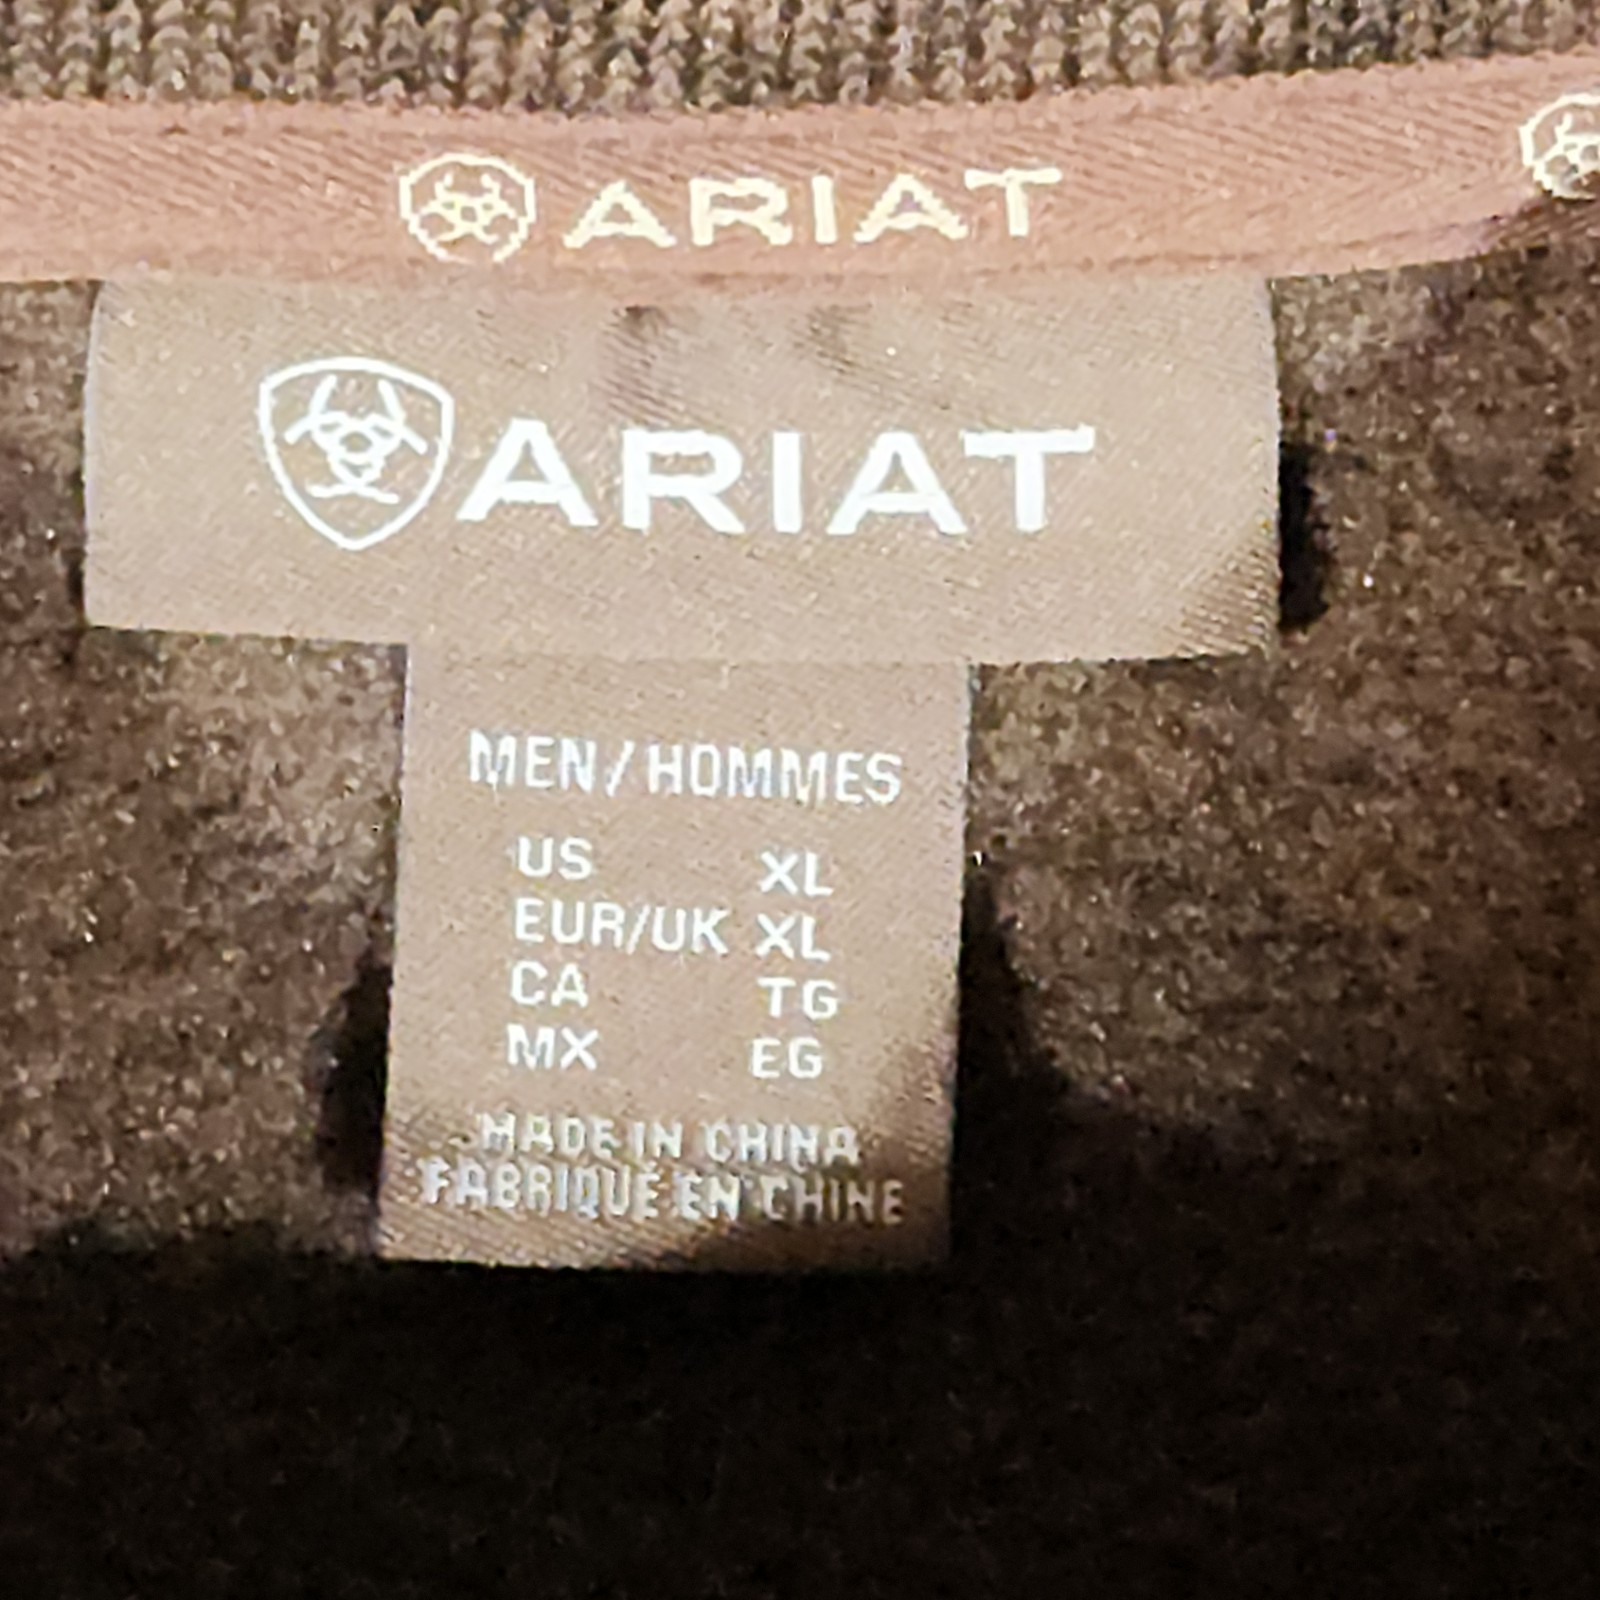 ARIAT
ARIAT
MEN/HOMMES
US XL
EUR/UK XL
CA TG
MX EG
MADE IN CHINA
FABRIQUÉ EN CHINE